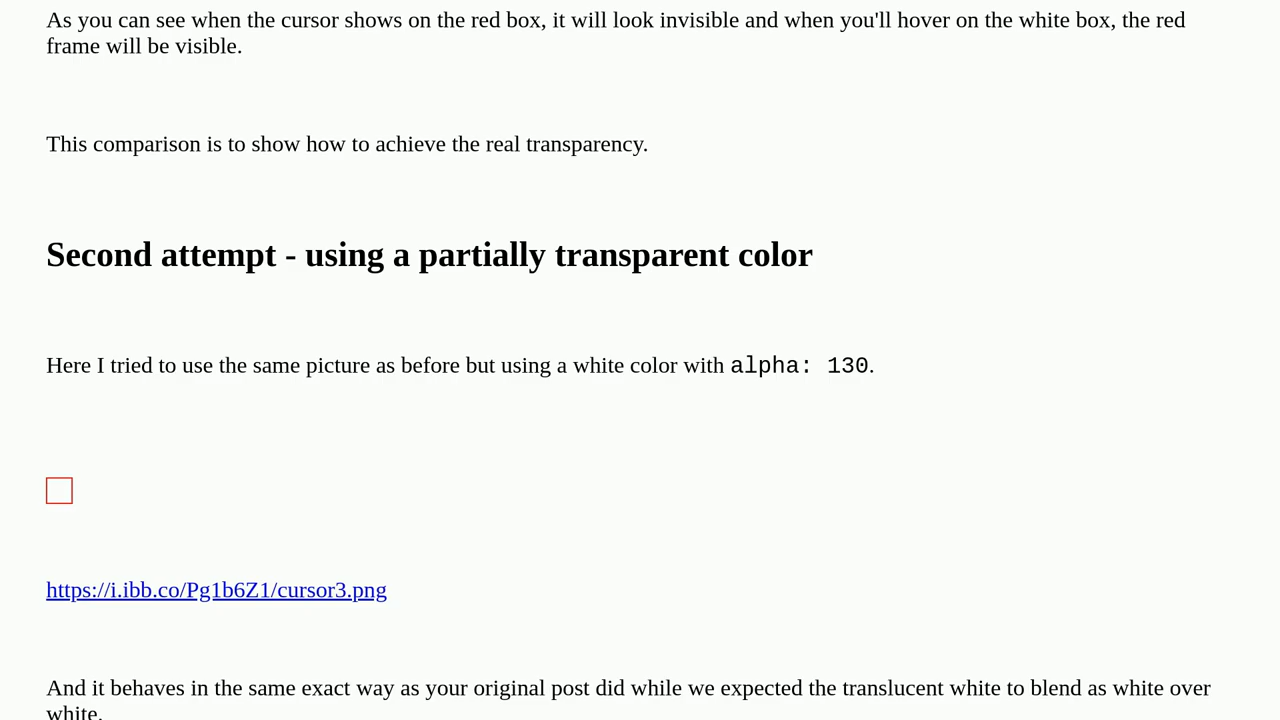 As you can see when the cursor shows on the red box, it will look invisible and when you'll hover on the white box, the red
frame will be visible.
This comparison is to show how to achieve the real transparency.
Second attempt - using a partially transparent color
Here I tried to use the same picture as before but using a white color with alpha: 130.
https://i.ibb.co/Pg1b6Z1/cursor3.png
And it behaves in the same exact way as your original post did while we expected the translucent white to blend as white over
white.